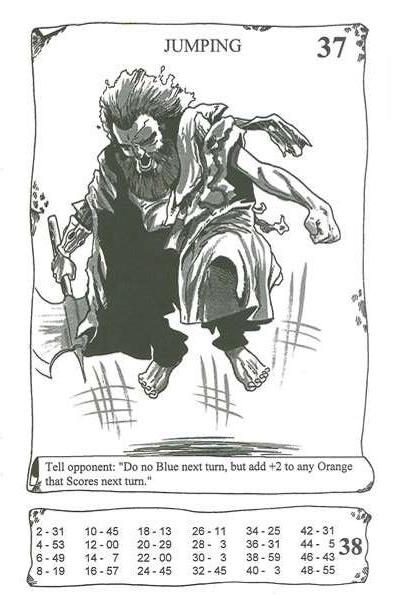 JUMPING 37
Tell opponent: "Do no Blue next turn, but add +2 to any Orange
that Scores next turn."
2 - 31 10 - 45 18 - 13 26 - 11 34 - 25 42 - 31
4 - 53 12 - 00 20 - 29 28 - 3 36 - 31 44 - 5
6 - 49 14 - 7 22 - 00 30 - 3 38 - 59 46 - 43
8 - 19 16 - 57 24 - 45 32 - 45 40 - 3 48 - 55
38